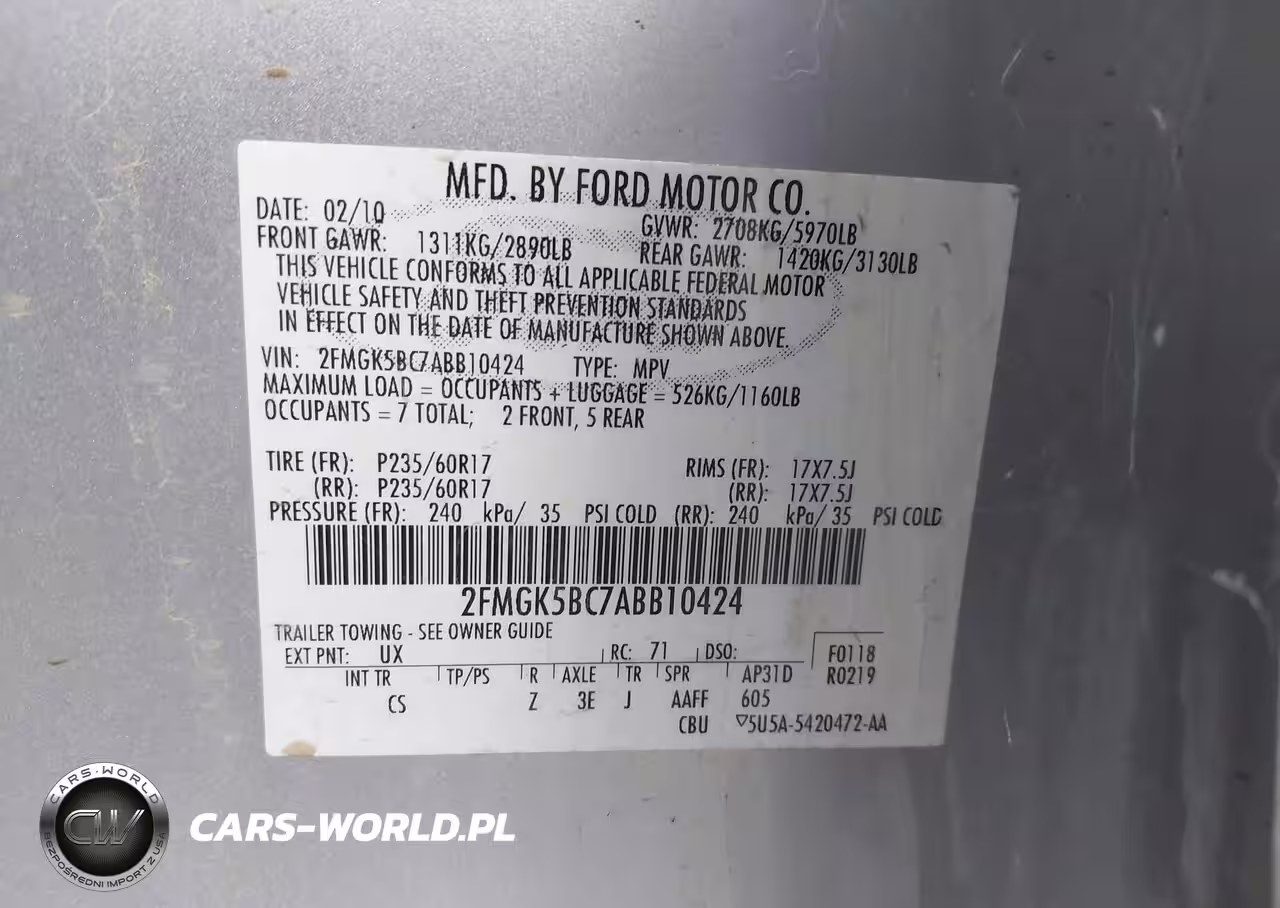 MFD. BY FORD MOTOR CO.
DATE: 02/10 GVWR: 2708KG/5970LB
FRONT GAWR: 1311KG/2890LB REAR GAWR: 1420KG/3130LB
THIS VEHICLE CONFORMS TO ALL APPLICABLE FEDERAL MOTOR
VEHICLE SAFETY AND THEFT PREVENTION STANDARDS
IN EFFECT ON THE DATE OF MANUFACTURE SHOWN ABOVE.
VIN: 2FMGK5BC7ABB10424 TYPE: MPV
MAXIMUM LOAD = OCCUPANTS + LUGGAGE = 526KG/1160LB
OCCUPANTS = 7 TOTAL; 2 FRONT, 5 REAR
TIRE (FR): P235/60R17 RIMS (FR): 17X7.5J
(RR): P235/60R17 (RR): 17X7.5J
PRESSURE (FR): 240 kPa/ 35 PSI COLD (RR): 240 kPa/ 35 PSI COLD
2FMGK5BC7ABB10424
TRAILER TOWING - SEE OWNER GUIDE
EXT PNT: UX RC: 71 DSO: F0118
INT TR TP/PS R AXLE TR SPR AP31D R0219
CS Z 3E J AAFF 605
CBU ▽5U5A-5420472-AA
CARS-WORLD
CW
BEZPOŚREDNI IMPORT Z USA
CARS-WORLD.PL